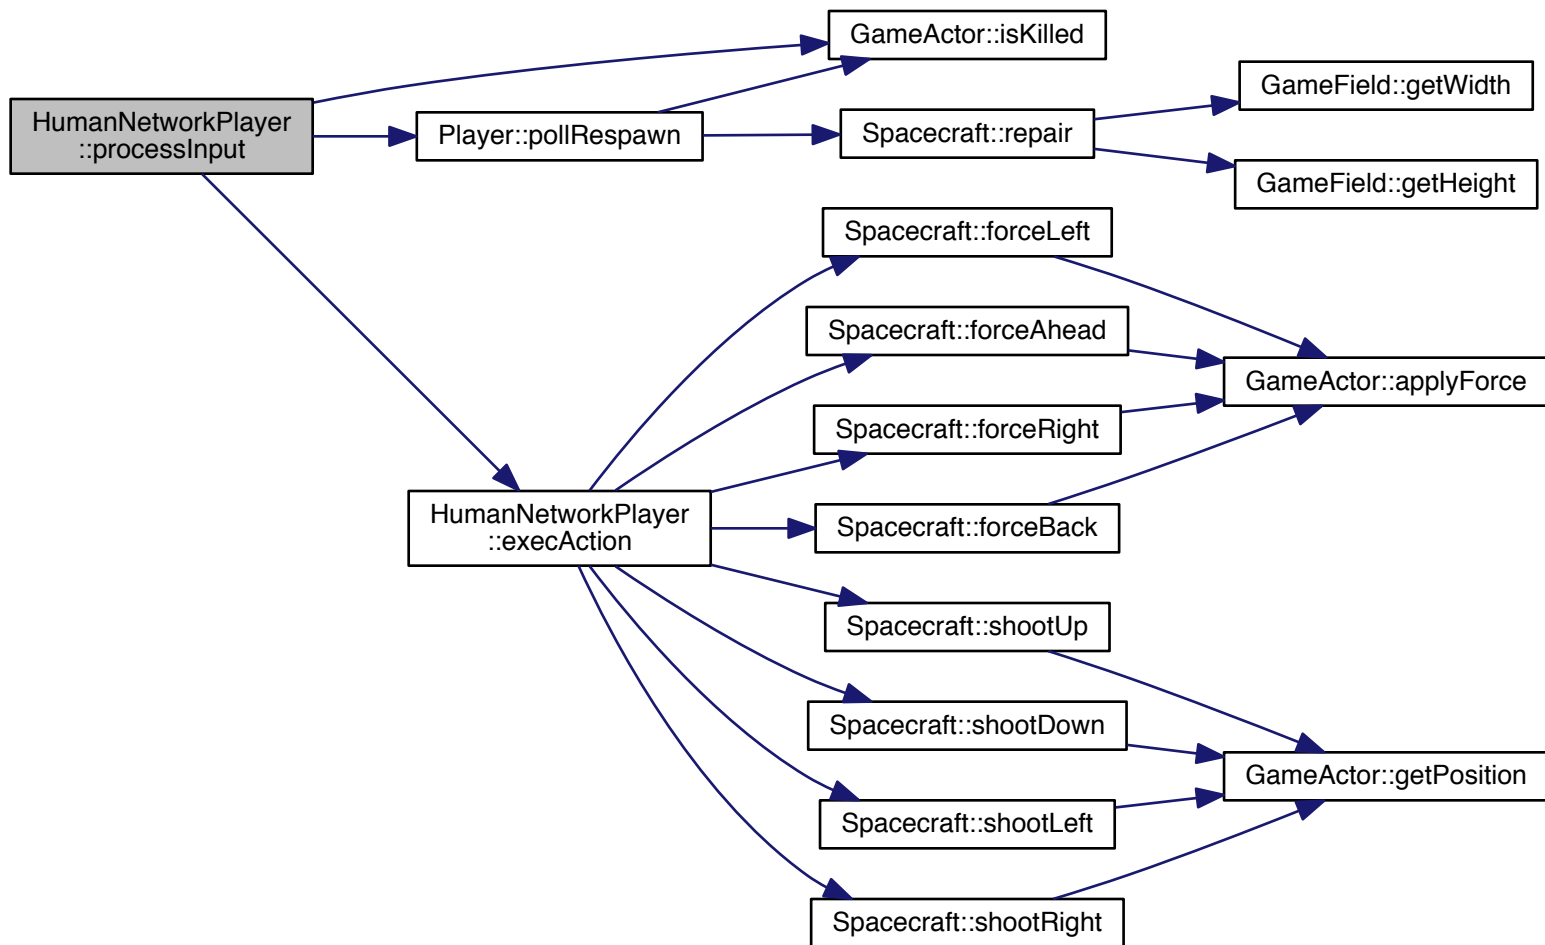 GameActor::isKilled
GameField::getWidth
HumanNetworkPlayer
::processInput
Player::pollRespawn
Spacecraft::repair
GameField::getHeight
Spacecraft::forceLeft
Spacecraft::forceAhead
GameActor::applyForce
Spacecraft::forceRight
HumanNetworkPlayer
::execAction
Spacecraft::forceBack
Spacecraft::shootUp
Spacecraft::shootDown
GameActor::getPosition
Spacecraft::shootLeft
Spacecraft::shootRight